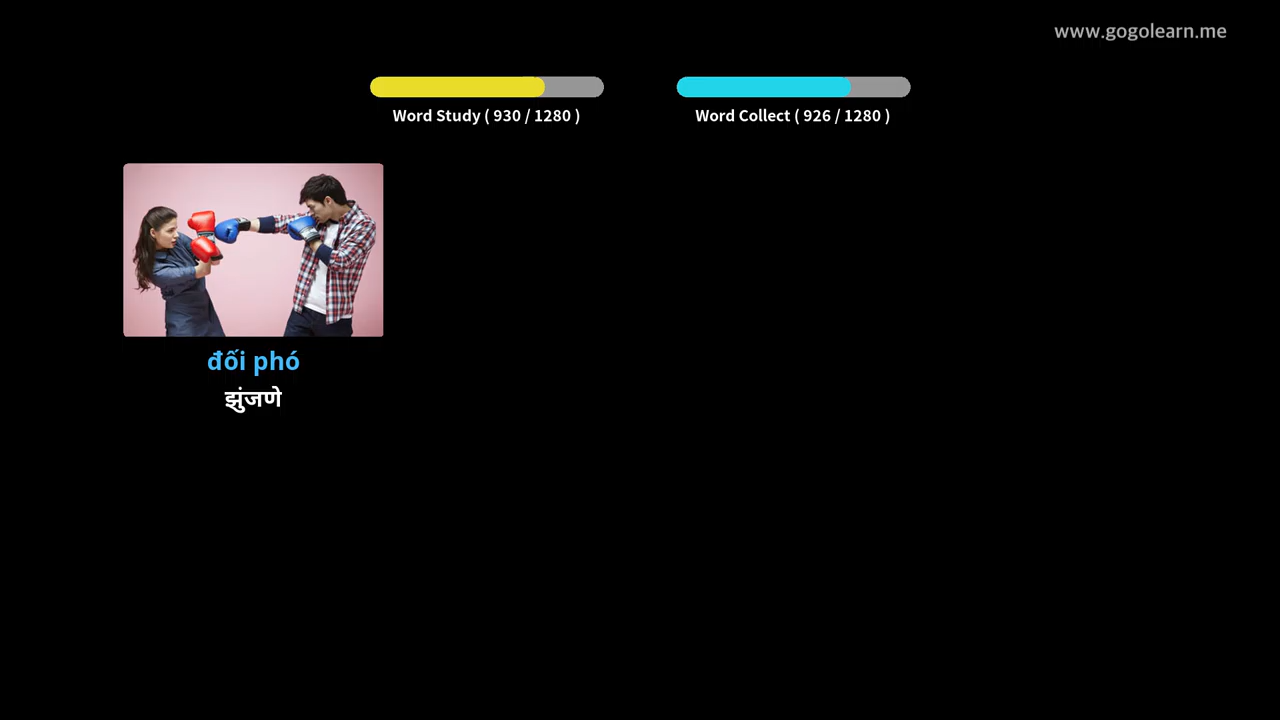 www.gogolearn.me
Word Study ( 930 / 1280 )
Word Collect ( 926 / 1280 )
đối phó
झुंजणे